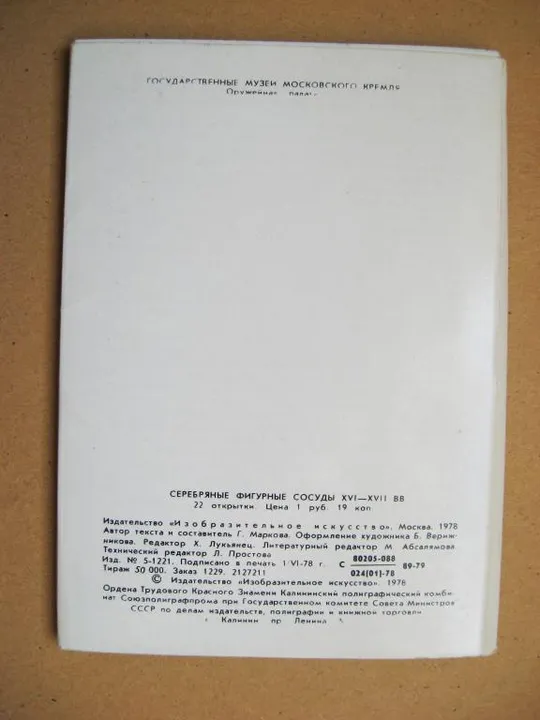 ГОСУДАРСТВЕННЫЕ МУЗЕИ МОСКОВСКОГО КРЕМЛЯ
Оружейная палата
СЕРЕБРЯНЫЕ ФИГУРНЫЕ СОСУДЫ XVI—XVII ВВ
22 открытки. Цена 1 руб 19 коп
Издательство «Изобразительное искусство». Москва. 1978
Автор текста и составитель Г. Маркова. Оформление художника Б. Вериж-
никова. Редактор Х. Лукьянец. Литературный редактор М Абсалямова
Технический редактор Л. Простова
Изд. № 5-1221. Подписано в печать 1/VI-78 г. С 80205-088 / 024(01)-78 89-79
Тираж 50 000. Заказ 1229. 2127211
© Издательство «Изобразительное искусство». 1978
Ордена Трудового Красного Знамени Калининский полиграфический комби-
нат Союзполиграфпрома при Государственном комитете Совета Министров
СССР по делам издательств, полиграфии и книжной торговли
г Калинин пр Ленина 5